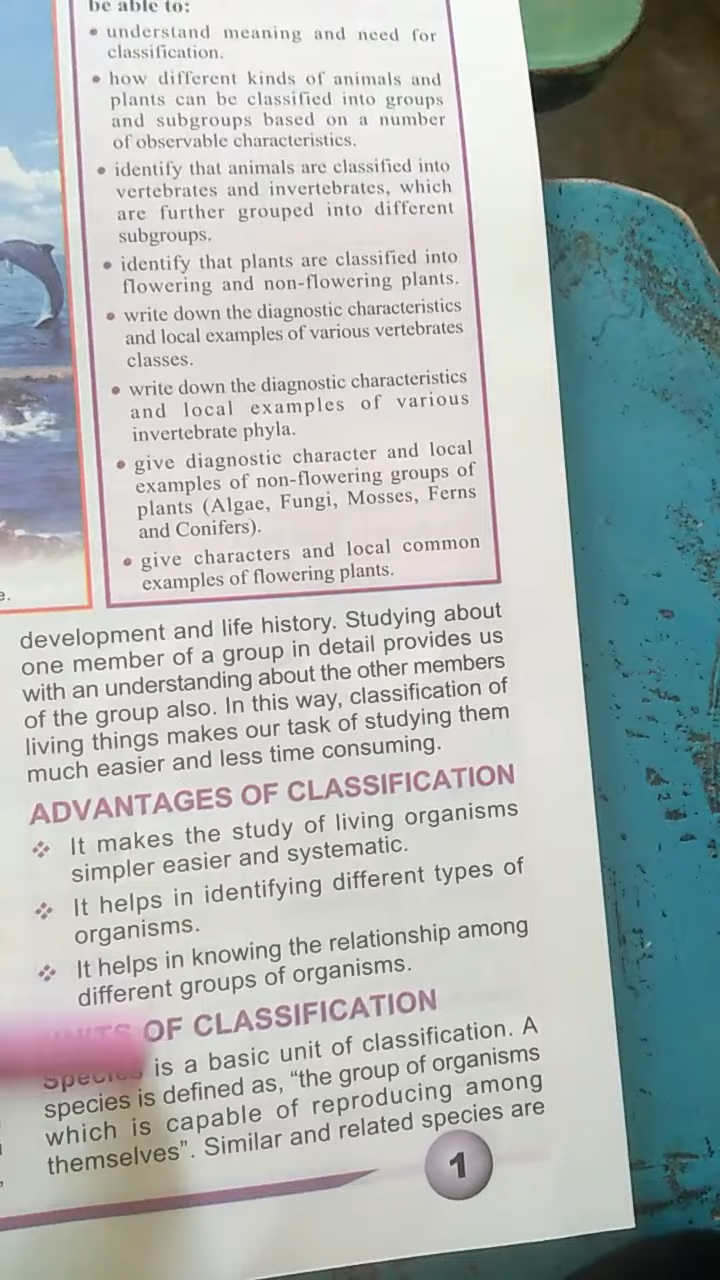 be able to:
• understand meaning and need for
classification.
• how different kinds of animals and
plants can be classified into groups
and subgroups based on a number
of observable characteristics.
• identify that animals are classified into
vertebrates and invertebrates, which
are further grouped into different
subgroups.
• identify that plants are classified into
flowering and non-flowering plants.
• write down the diagnostic characteristics
and local examples of various vertebrates
classes.
• write down the diagnostic characteristics
and local examples of various
invertebrate phyla.
• give diagnostic character and local
examples of non-flowering groups of
plants (Algae, Fungi, Mosses, Ferns
and Conifers).
• give characters and local common
examples of flowering plants.
e.
development and life history. Studying about
one member of a group in detail provides us
with an understanding about the other members
of the group also. In this way, classification of
living things makes our task of studying them
much easier and less time consuming.
ADVANTAGES OF CLASSIFICATION
❖ It makes the study of living organisms
simpler easier and systematic.
❖ It helps in identifying different types of
organisms.
❖ It helps in knowing the relationship among
different groups of organisms.
OF CLASSIFICATION
Species is a basic unit of classification. A
species is defined as, “the group of organisms
which is capable of reproducing among
themselves”. Similar and related species are
1